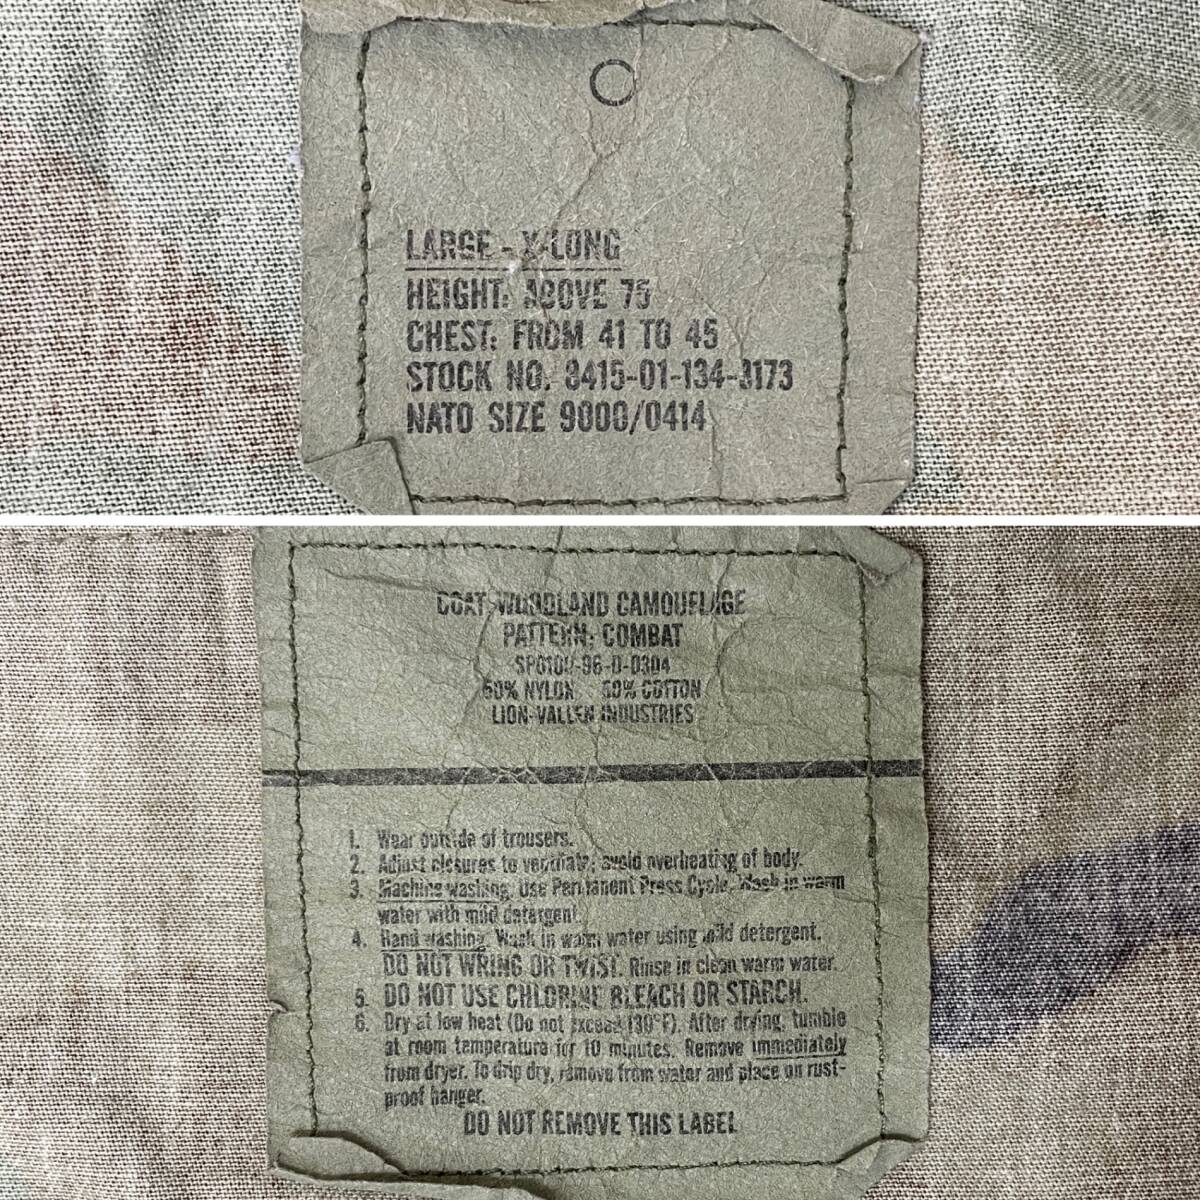 LARGE - X-LONG
HEIGHT: ABOVE 75
CHEST: FROM 41 TO 45
STOCK NO. 8415-01-134-3173
NATO SIZE 9000/0414
COAT, WOODLAND CAMOUFLAGE
PATTERN: COMBAT
SP0100-96-D-0304
50% NYLON 50% COTTON
LION-VALLEN INDUSTRIES
1. Wear outside of trousers.
2. Adjust closures to ventilate; avoid overheating of body.
3. Machine washing. Use Permanent Press Cycle. Wash in warm
water with mild detergent.
4. Hand washing. Wash in warm water using mild detergent.
DO NOT WRING OR TWIST. Rinse in clean warm water.
5. DO NOT USE CHLORINE BLEACH OR STARCH.
6. Dry at low heat (Do not exceed 130°F). After drying, tumble
at room temperature for 10 minutes. Remove immediately
from dryer. To drip dry, remove from water and place on rust-
proof hanger.
DO NOT REMOVE THIS LABEL